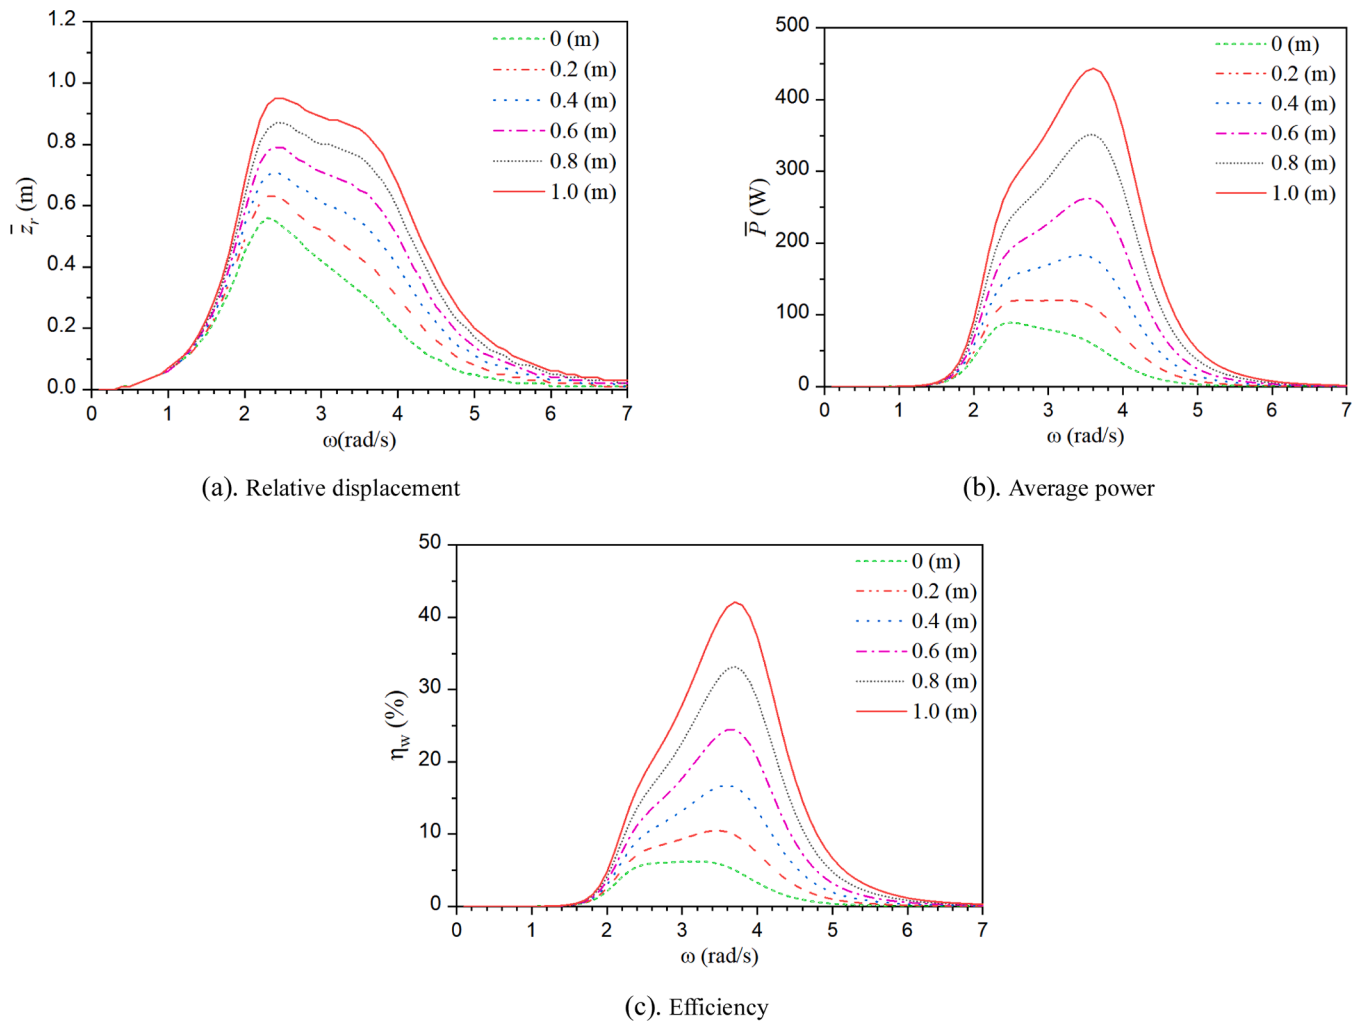 1.2
1.0
0.8
0.6
0.4
0.2
0.0
z̄r (m)
0 (m)
0.2 (m)
0.4 (m)
0.6 (m)
0.8 (m)
1.0 (m)
0 1 2 3 4 5 6 7
ω(rad/s)
(a). Relative displacement
500
400
300
200
100
0
P̄ (W)
0 (m)
0.2 (m)
0.4 (m)
0.6 (m)
0.8 (m)
1.0 (m)
0 1 2 3 4 5 6 7
ω (rad/s)
(b). Average power
50
40
30
20
10
0
ηw (%)
0 (m)
0.2 (m)
0.4 (m)
0.6 (m)
0.8 (m)
1.0 (m)
0 1 2 3 4 5 6 7
ω (rad/s)
(c). Efficiency